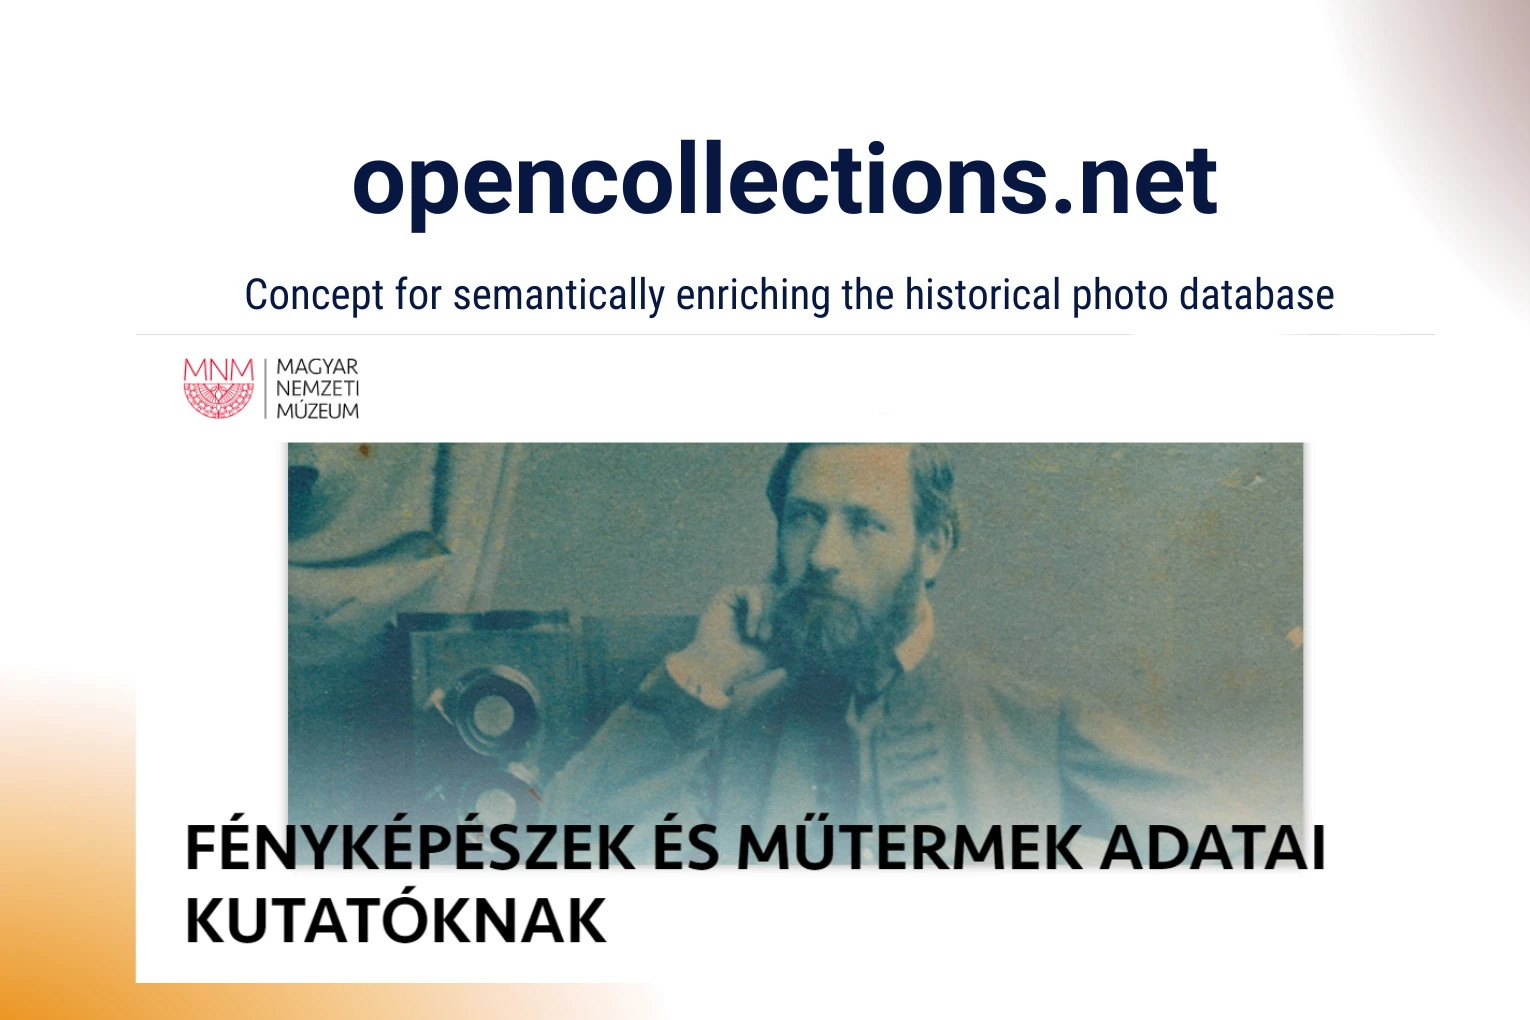 opencollections.net
Concept for semantically enriching the historical photo database
MNM
MAGYAR
NEMZETI
MÚZEUM
FÉNYKÉPÉSZEK ÉS MŰTERMEK ADATAI
KUTATÓKNAK